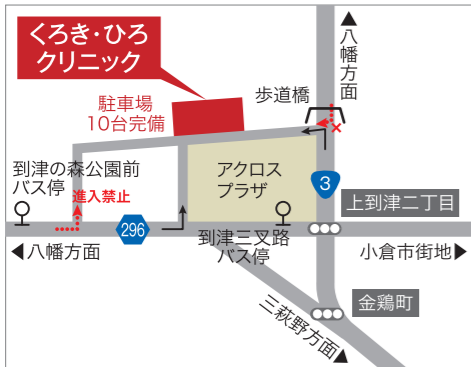 くろき・ひろ
クリニック
▲八幡方面
駐車場
10台完備
歩道橋
到津の森公園前
バス停
進入禁止
アクロス
プラザ
3
上到津二丁目
296
到津三叉路
バス停
◀八幡方面
小倉市街地▶
金鶏町
三萩野方面▶